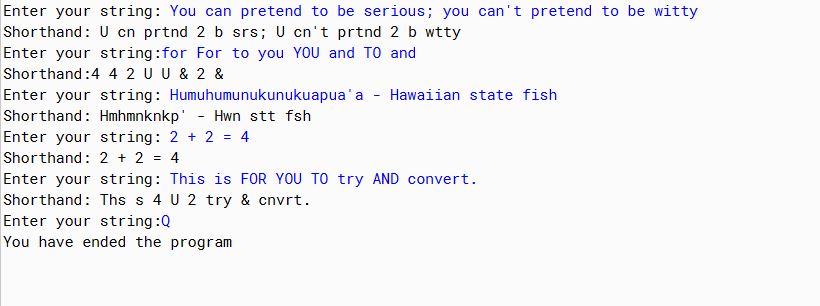 Enter your string: You can pretend to be serious; you can't pretend to be witty
Shorthand: U cn prtnd 2 b srs; U cn't prtnd 2 b wtty
Enter your string:for For to you YOU and TO and
Shorthand:4 4 2 U U & 2 &
Enter your string: Humuhumunukunukuapua'a - Hawaiian state fish
Shorthand: Hmhmnknkp' - Hwn stt fsh
Enter your string: 2 + 2 = 4
Shorthand: 2 + 2 = 4
Enter your string: This is FOR YOU TO try AND convert.
Shorthand: Ths s 4 U 2 try & cnvrt.
Enter your string:Q
You have ended the program